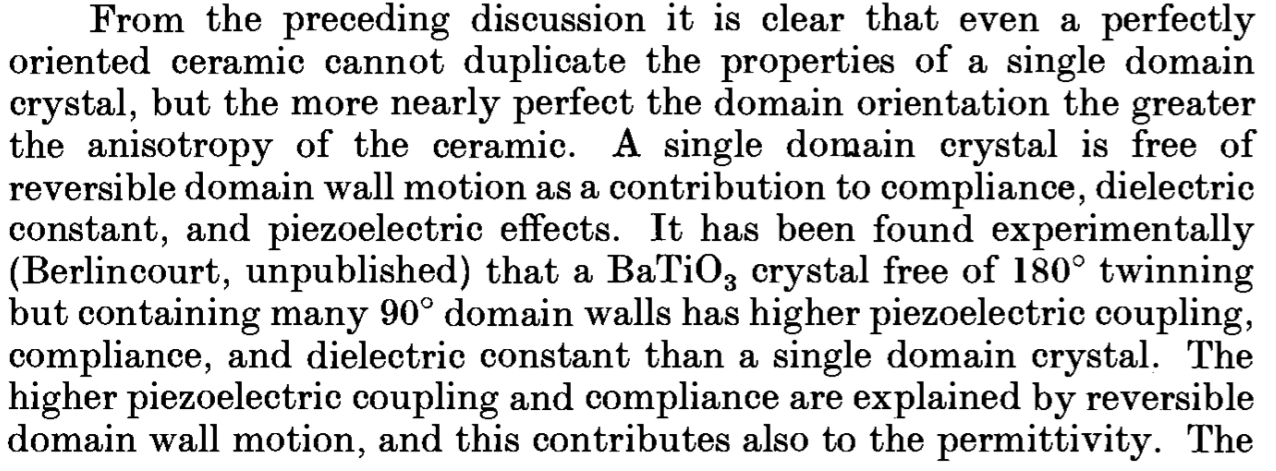 From the preceding discussion it is clear that even a perfectly
oriented ceramic cannot duplicate the properties of a single domain
crystal, but the more nearly perfect the domain orientation the greater
the anisotropy of the ceramic. A single domain crystal is free of
reversible domain wall motion as a contribution to compliance, dielectric
constant, and piezoelectric effects. It has been found experimentally
(Berlincourt, unpublished) that a BaTiO₃ crystal free of 180° twinning
but containing many 90° domain walls has higher piezoelectric coupling,
compliance, and dielectric constant than a single domain crystal. The
higher piezoelectric coupling and compliance are explained by reversible
domain wall motion, and this contributes also to the permittivity. The